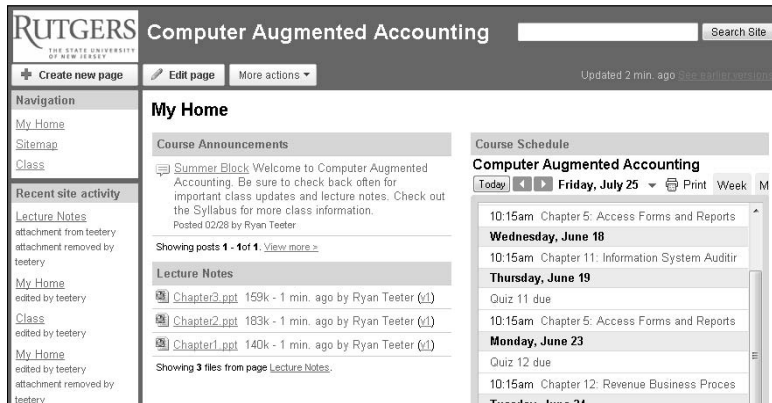 RUTGERS
THE STATE UNIVERSITY
OF NEW JERSEY
Computer Augmented Accounting
Search Site
Create new page
Edit page
More actions
Updated 2 min. ago See earlier versions
Navigation
My Home
Sitemap
Class
Recent site activity
Lecture Notes
attachment from teetery
attachment removed by
teetery
My Home
edited by teetery
Class
edited by teetery
My Home
edited by teetery
attachment removed by
teetery
My Home
Course Announcements
Summer Block Welcome to Computer Augmented
Accounting. Be sure to check back often for
important class updates and lecture notes. Check out
the Syllabus for more class information.
Posted 02/28 by Ryan Teeter
Showing posts 1 - 1of 1. View more »
Lecture Notes
Chapter3.ppt 159k - 1 min. ago by Ryan Teeter (v1)
Chapter2.ppt 183k - 1 min. ago by Ryan Teeter (v1)
Chapter1.ppt 140k - 1 min. ago by Ryan Teeter (v1)
Showing 3 files from page Lecture Notes.
Course Schedule
Computer Augmented Accounting
Today Friday, July 25 Print Week M
10:15am Chapter 5: Access Forms and Reports
Wednesday, June 18
10:15am Chapter 11: Information System Auditir
Thursday, June 19
Quiz 11 due
10:15am Chapter 5: Access Forms and Reports
Monday, June 23
Quiz 12 due
10:15am Chapter 12: Revenue Business Proces
Tuesday, June 24